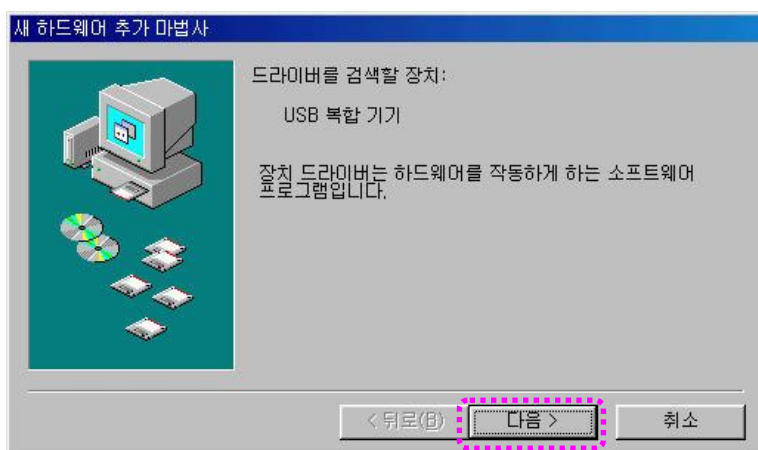 새 하드웨어 추가 마법사
드라이버를 검색할 장치:
USB 복합 기기
장치 드라이버는 하드웨어를 작동하게 하는 소프트웨어
프로그램입니다.
< 뒤로(B)
다음 >
취소